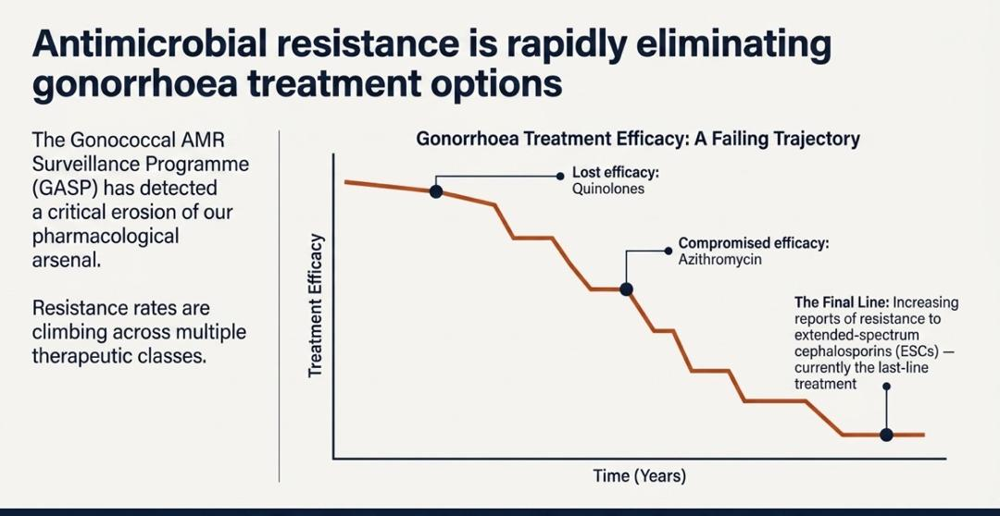 Antimicrobial resistance is rapidly eliminating
gonorrhoea treatment options
The Gonococcal AMR
Surveillance Programme
(GASP) has detected
a critical erosion of our
pharmacological
arsenal.
Resistance rates are
climbing across multiple
therapeutic classes.
Gonorrhoea Treatment Efficacy: A Failing Trajectory
Lost efficacy:
Quinolones
Compromised efficacy:
Azithromycin
The Final Line: Increasing
reports of resistance to
extended-spectrum
cephalosporins (ESCs) —
currently the last-line
treatment
Treatment Efficacy
Time (Years)